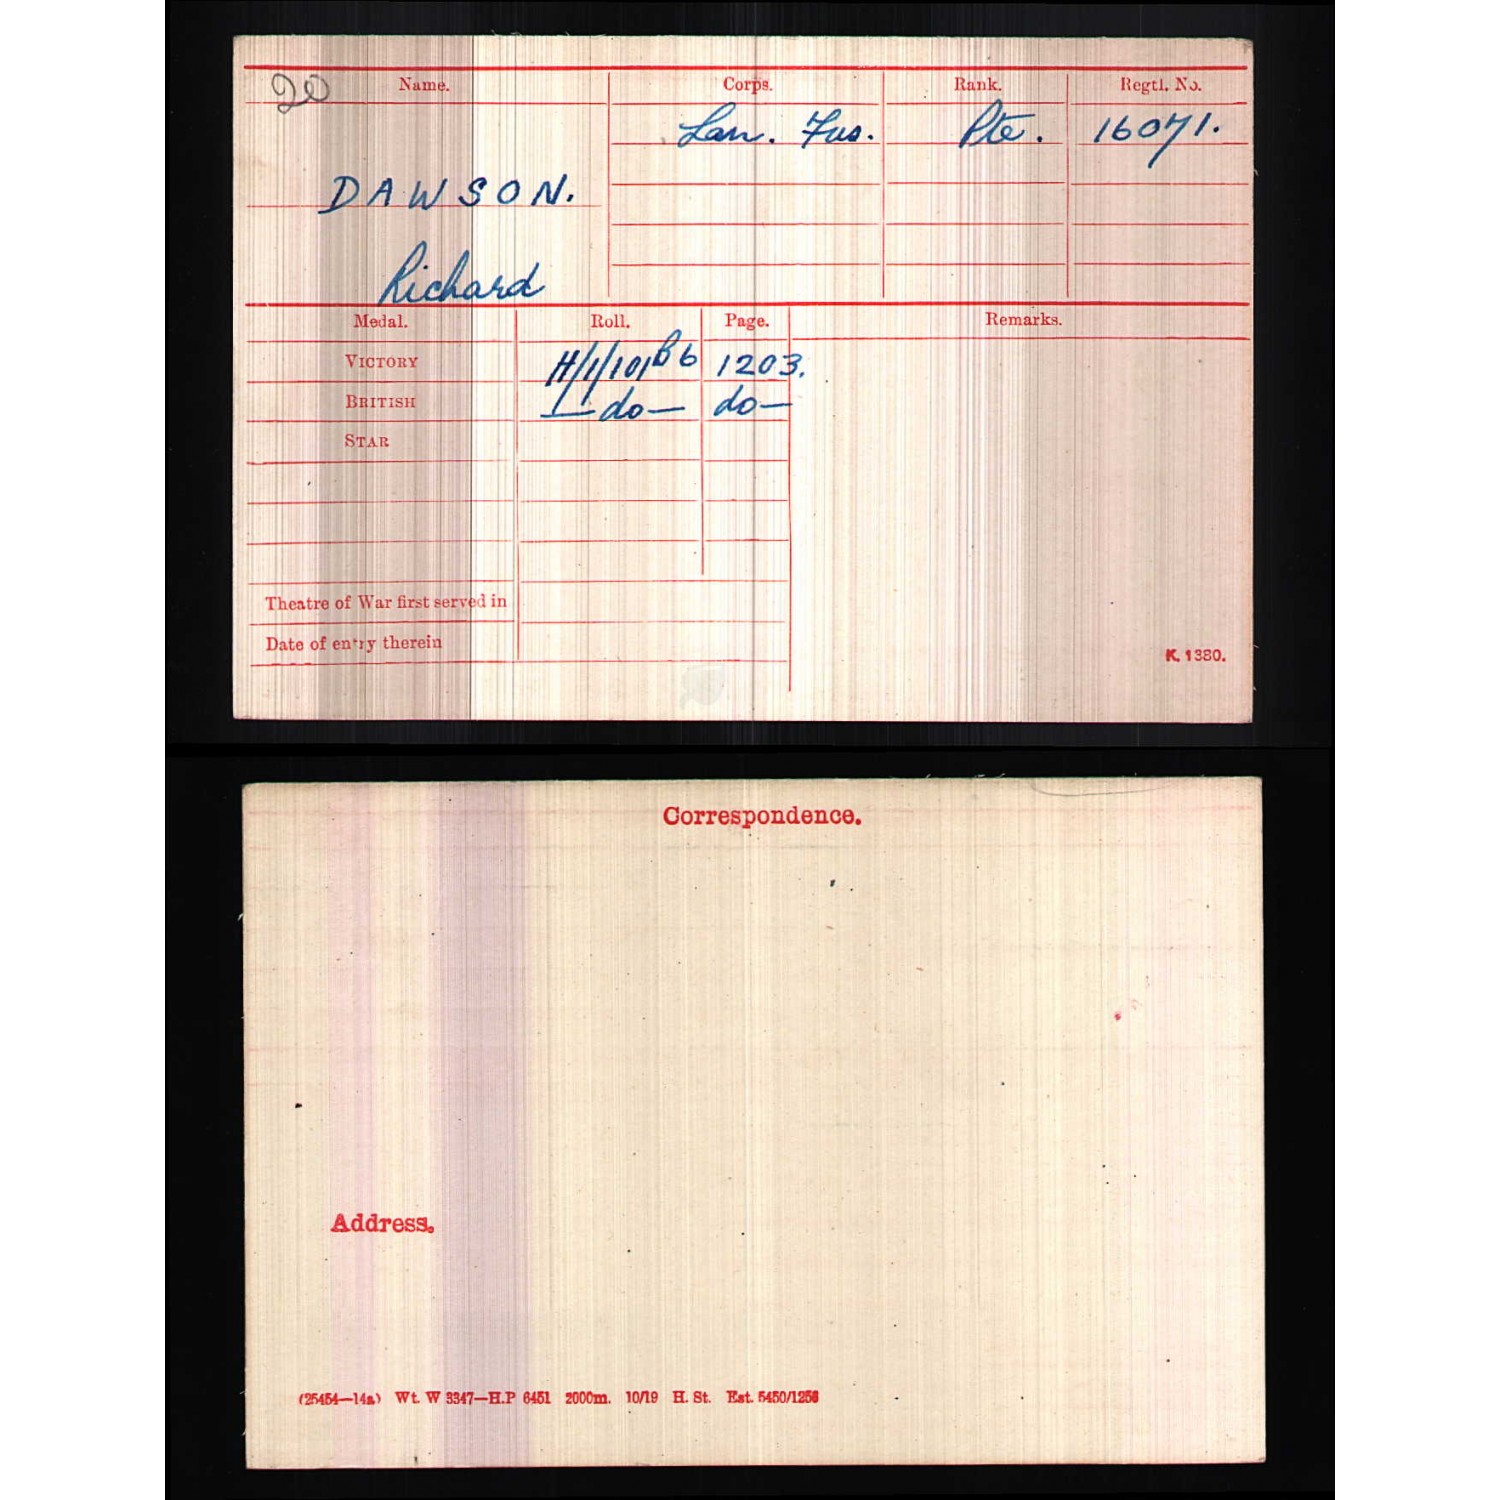 20 Name. Corps. Rank. Regtl. No.
Lan. Fus. Pte. 16071.
DAWSON.
Richard
Medal. Roll. Page. Remarks.
VICTORY H/1/101B6 1203.
BRITISH —do— do—
STAR
Theatre of War first served in
Date of entry therein
K. 1380.
Correspondence.
Address.
(25454—14a) Wt. W 3347—H.P 6451 2000m. 10/19 H. St. Est. 5450/1256